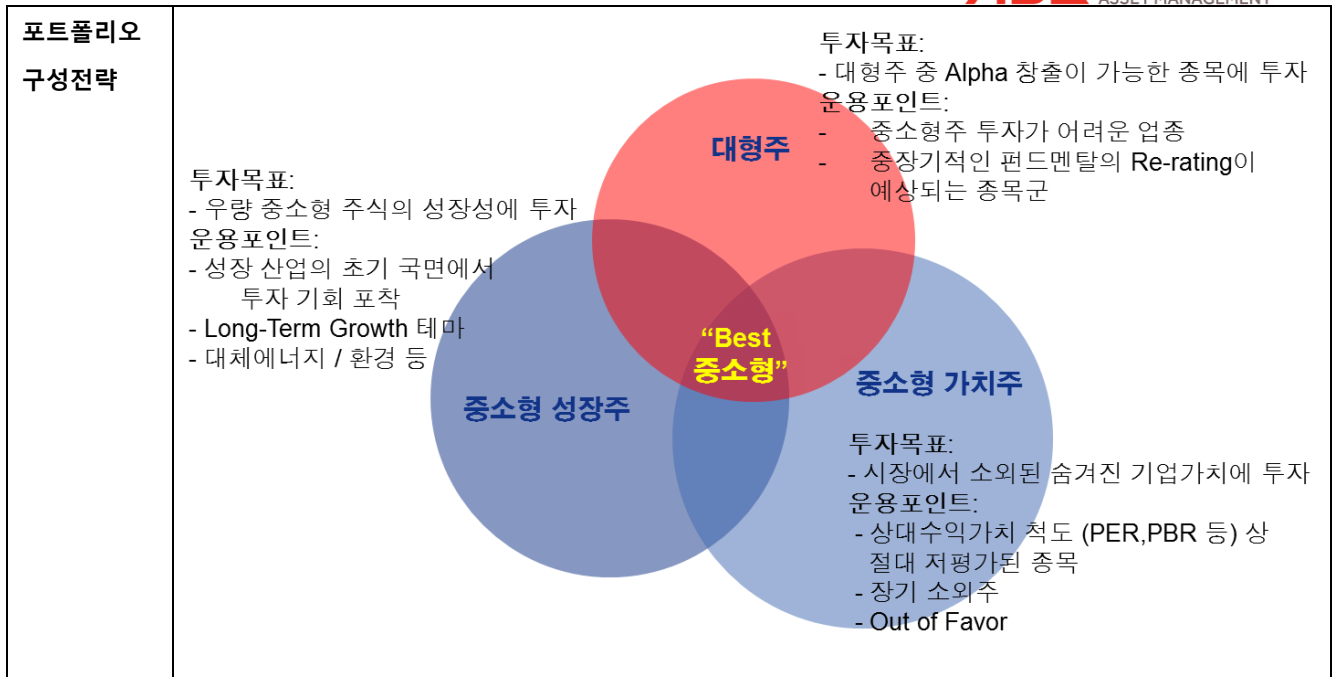 ASSET MANAGEMENT
포트폴리오
구성전략
투자목표:
- 대형주 중 Alpha 창출이 가능한 종목에 투자
운용포인트:
- 중소형주 투자가 어려운 업종
- 중장기적인 펀드멘탈의 Re-rating이
예상되는 종목군
대형주
투자목표:
- 우량 중소형 주식의 성장성에 투자
운용포인트:
- 성장 산업의 초기 국면에서
투자 기회 포착
- Long-Term Growth 테마
- 대체에너지 / 환경 등
“Best
중소형”
중소형 성장주
중소형 가치주
투자목표:
- 시장에서 소외된 숨겨진 기업가치에 투자
운용포인트:
- 상대수익가치 척도 (PER,PBR 등) 상
절대 저평가된 종목
- 장기 소외주
- Out of Favor